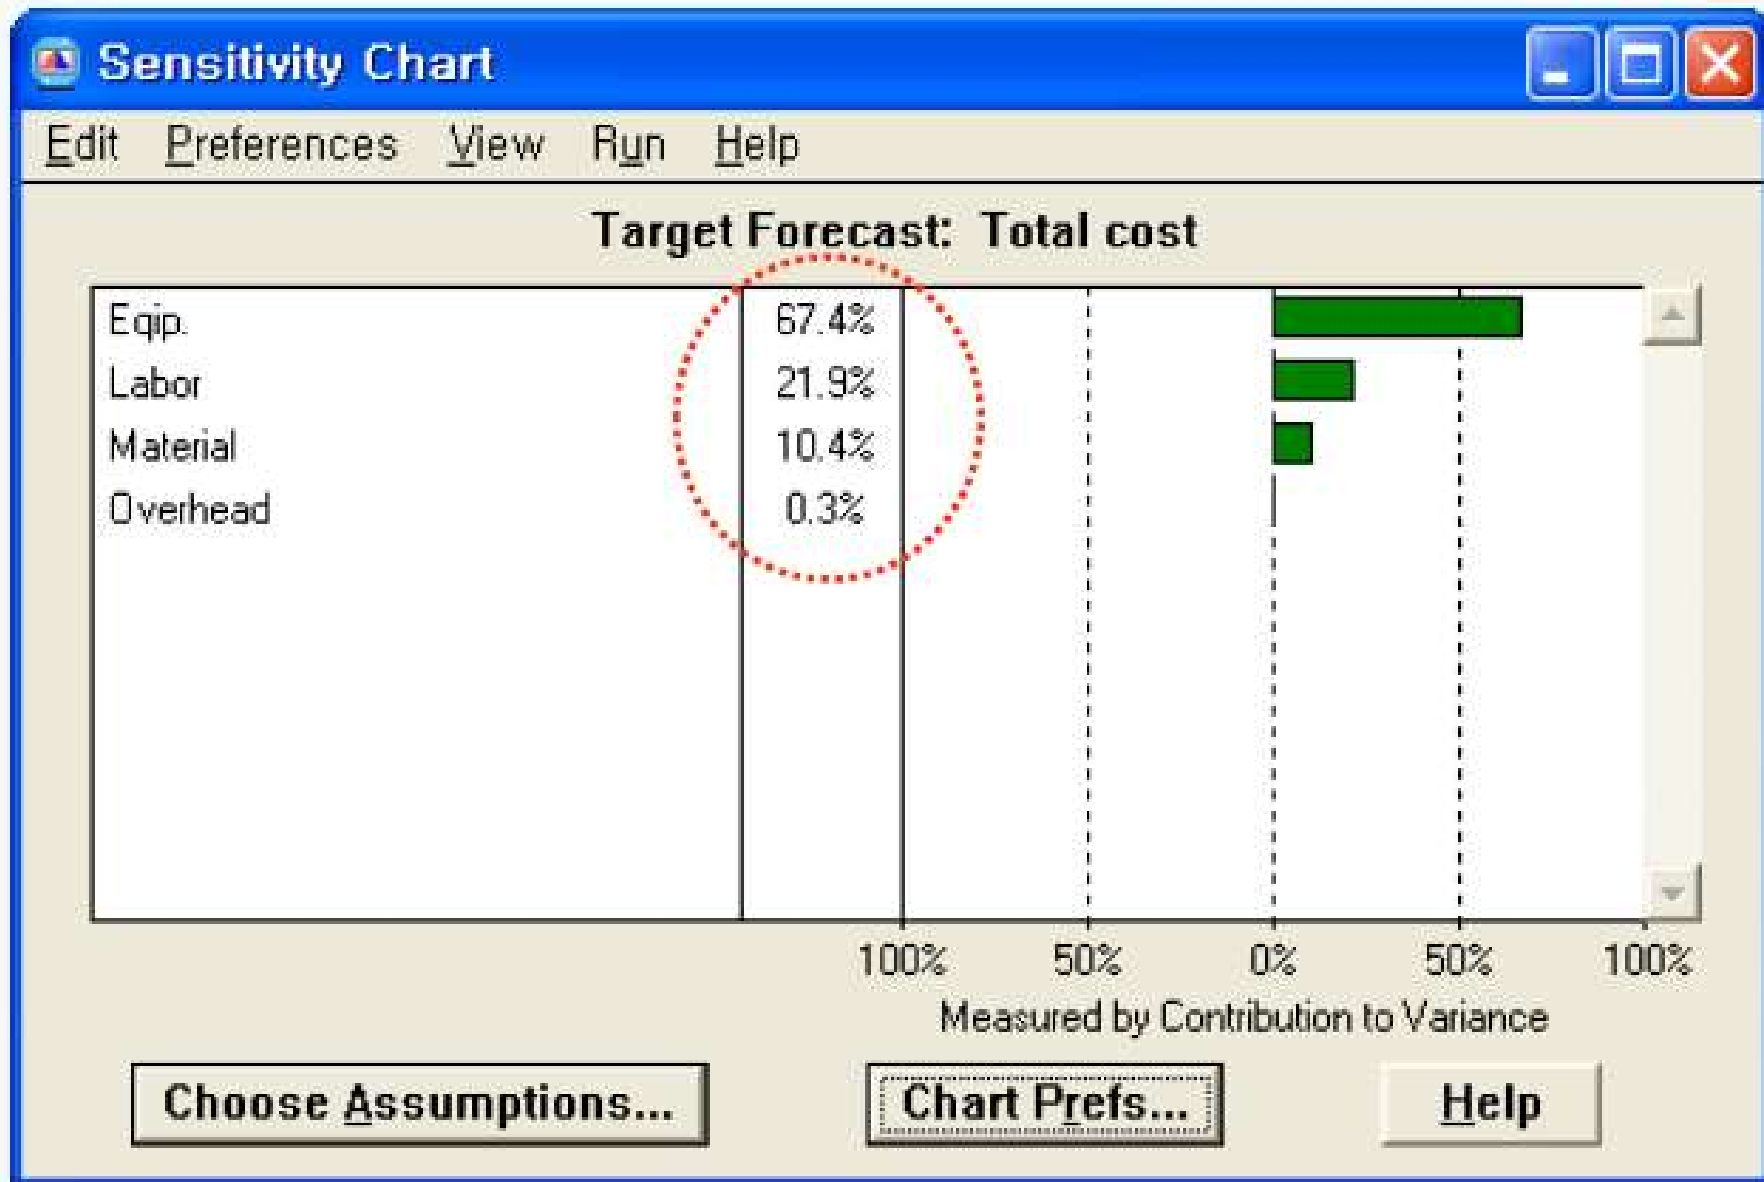 Sensitivity Chart
Edit Preferences View Run Help
Target Forecast: Total cost
Eqip. 67.4%
Labor 21.9%
Material 10.4%
Overhead 0.3%
100% 50% 0% 50% 100%
Measured by Contribution to Variance
Choose Assumptions... Chart Prefs... Help